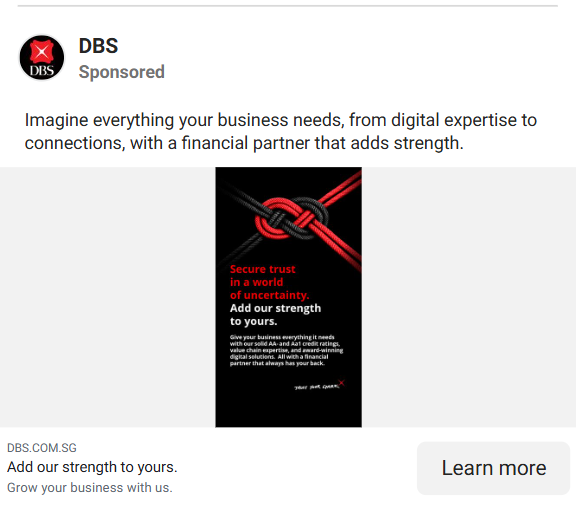 DBS
DBS
Sponsored
Imagine everything your business needs, from digital expertise to
connections, with a financial partner that adds strength.
Secure trust
in a world
of uncertainty.
Add our strength
to yours.
Give your business everything it needs
with our solid AA- and Aa1 credit ratings,
value chain expertise, and award-winning
digital solutions. All with a financial
partner that always has your back.
TRUST YOUR SPARK
DBS.COM.SG
Add our strength to yours.
Grow your business with us.
Learn more